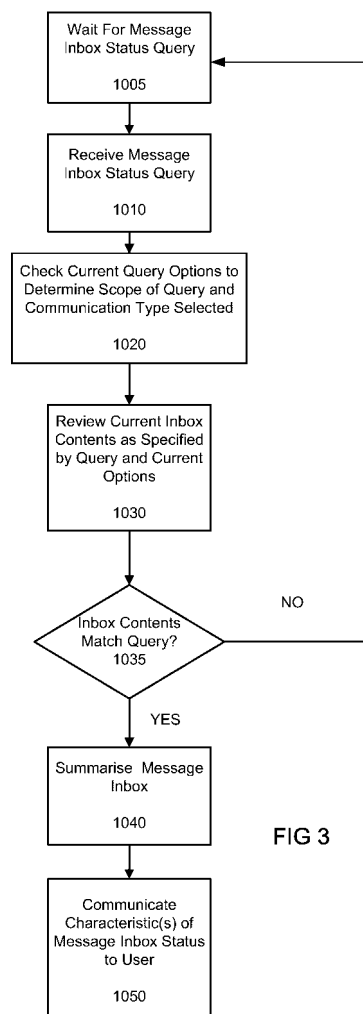 Wait For Message
Inbox Status Query
1005
Receive Message
Inbox Status Query
1010
Check Current Query Options to
Determine Scope of Query and
Communication Type Selected
1020
Review Current Inbox
Contents as Specified
by Query and Current
Options
1030
Inbox Contents
Match Query?
1035
NO
YES
Summarise Message
Inbox
1040
FIG 3
Communicate
Characteristic(s) of
Message Inbox Status
to User
1050